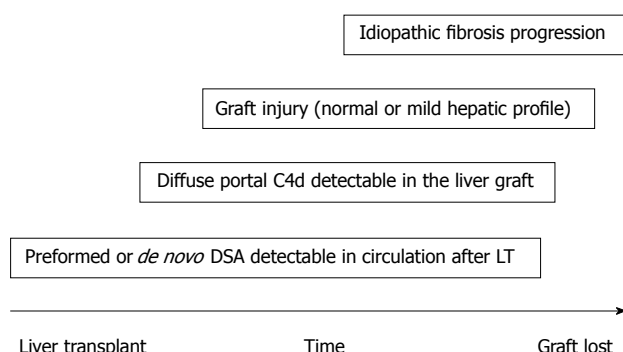 Idiopathic fibrosis progression
Graft injury (normal or mild hepatic profile)
Diffuse portal C4d detectable in the liver graft
Preformed or de novo DSA detectable in circulation after LT
Liver transplant Time Graft lost